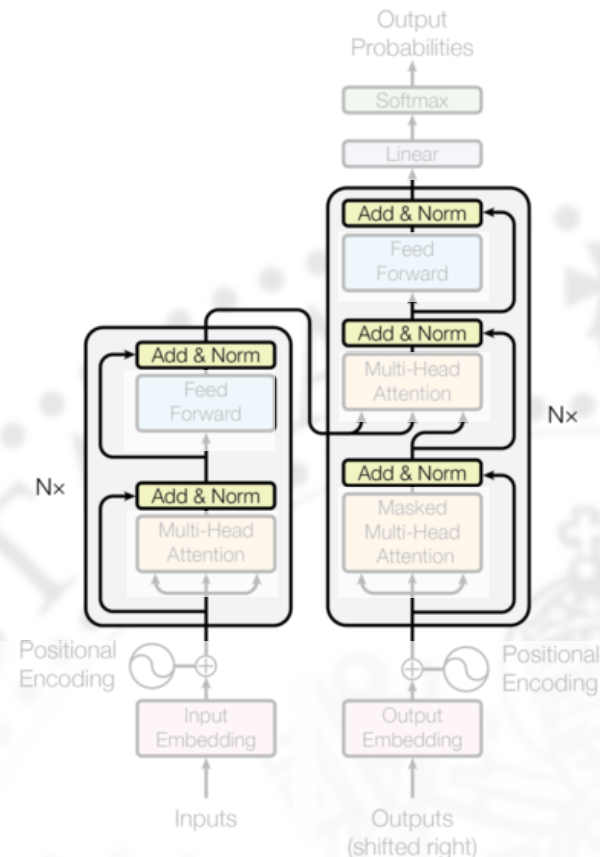 Output
Probabilities
Softmax
Linear
Add & Norm
Feed
Forward
Add & Norm
Multi-Head
Attention
Add & Norm
Masked
Multi-Head
Attention
Nx
Add & Norm
Feed
Forward
Add & Norm
Multi-Head
Attention
Nx
Positional
Encoding
Input
Embedding
Inputs
Positional
Encoding
Output
Embedding
Outputs
(shifted right)